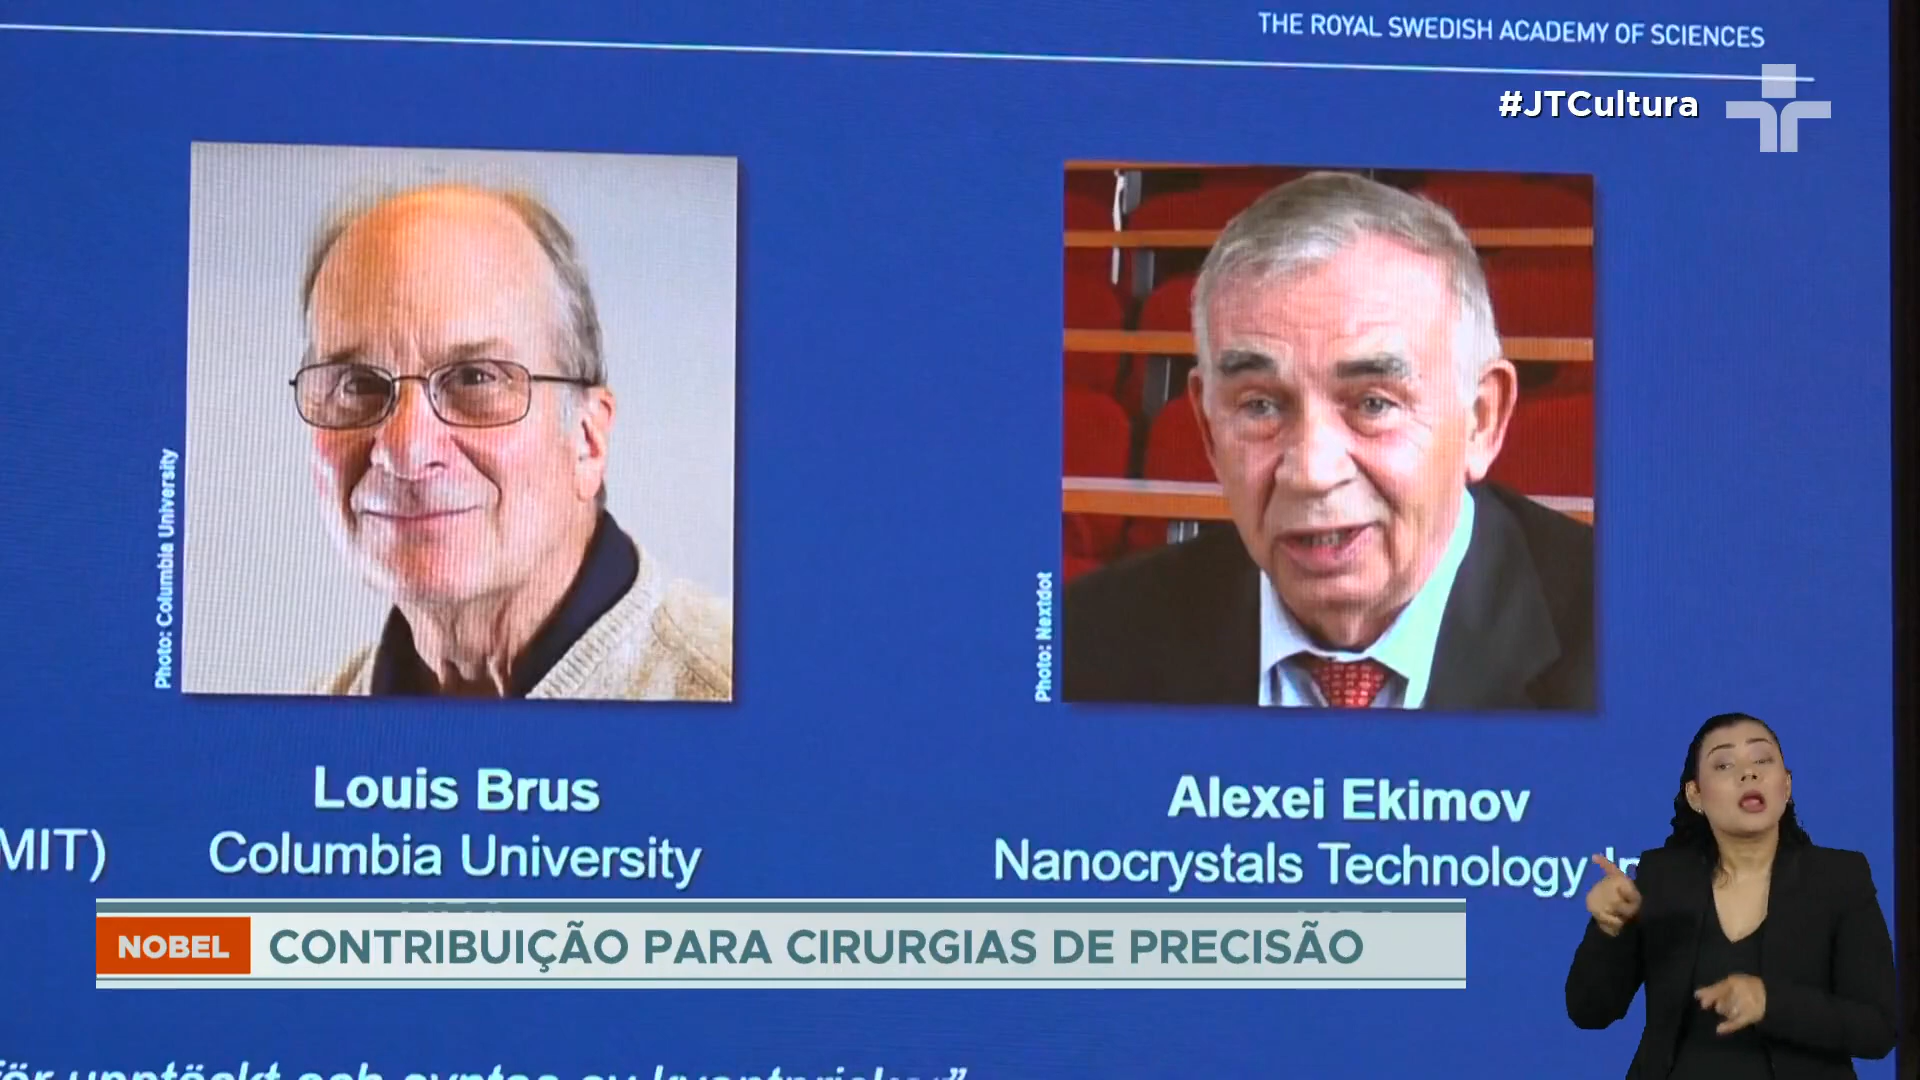 THE ROYAL SWEDISH ACADEMY OF SCIENCES
#JTCultura
Photo: Columbia University
Photo: Nextdot
Louis Brus
Alexei Ekimov
MIT)
Columbia University
Nanocrystals Technology
NOBEL
CONTRIBUIÇÃO PARA CIRURGIAS DE PRECISÃO